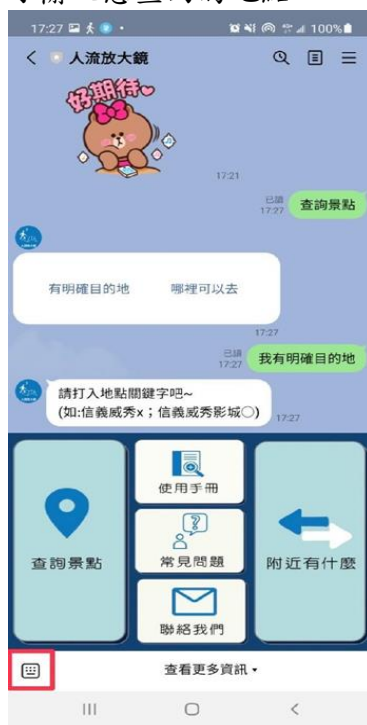 17:27
100%
人流放大鏡
好期待
17:21
已讀
17:27
查詢景點
有明確目的地 哪裡可以去
17:27
已讀
17:27
我有明確目的地
請打入地點關鍵字吧~
(如:信義威秀x;信義威秀影城○)
17:27
查詢景點
使用手冊
常見問題
聯絡我們
附近有什麼
查看更多資訊